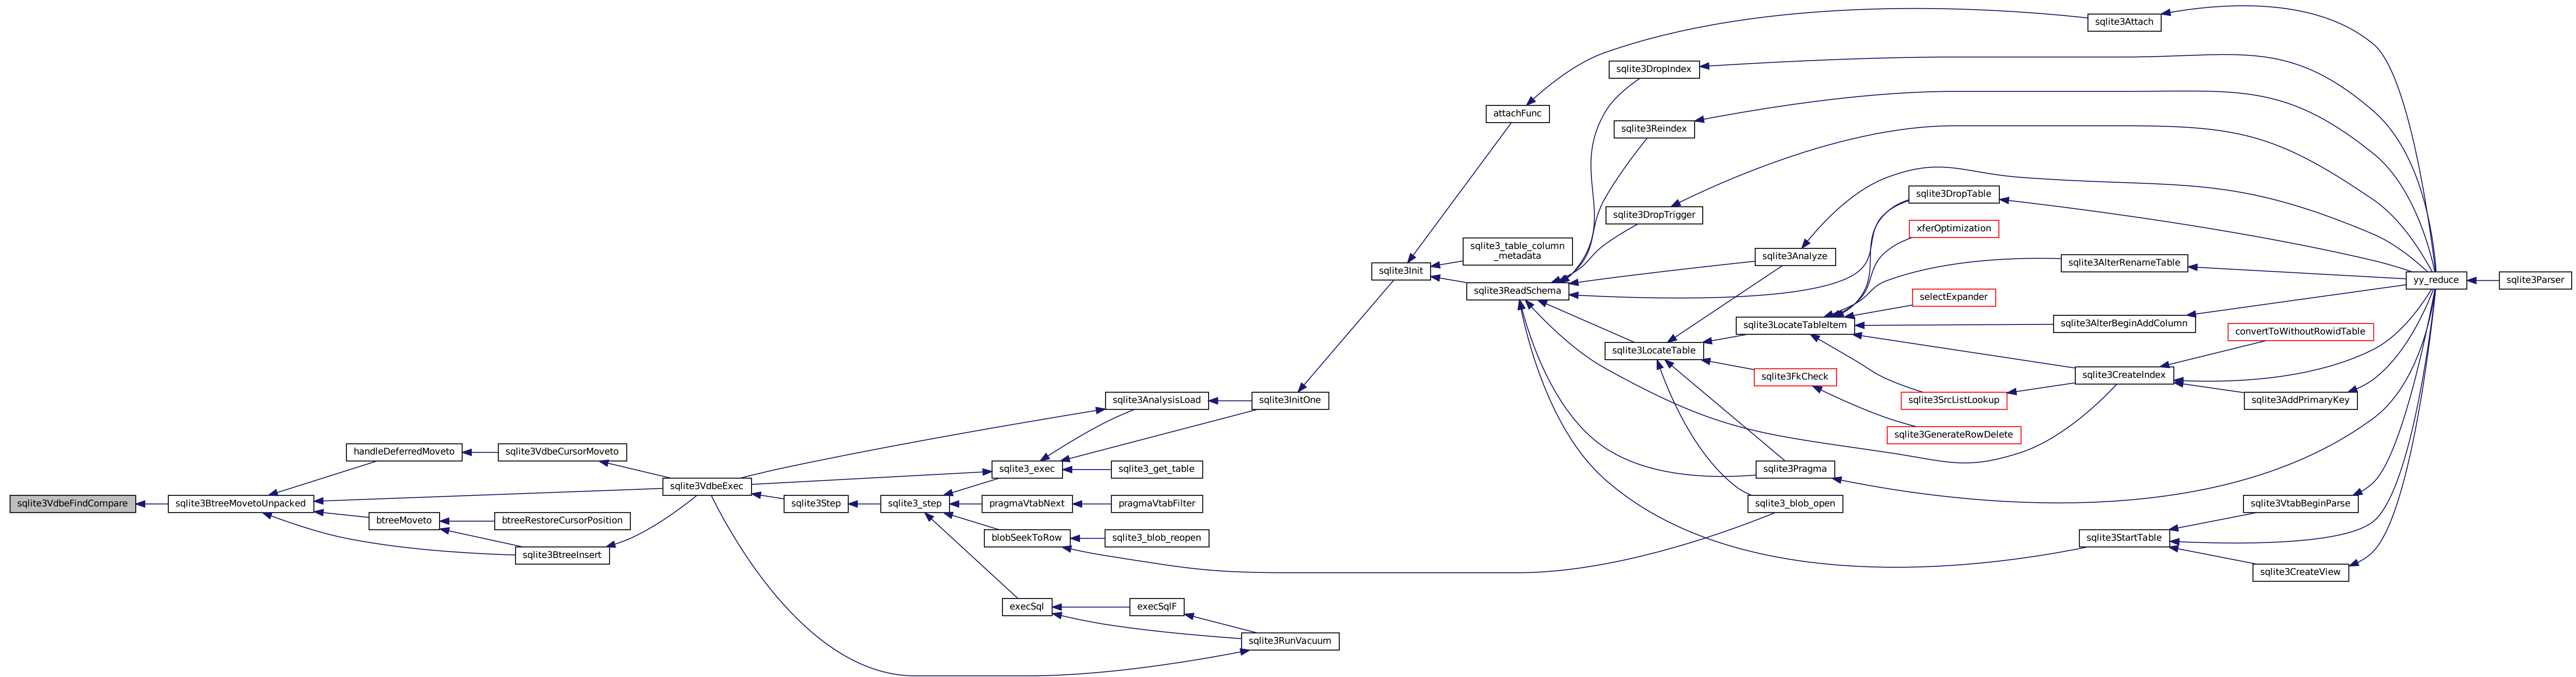 sqlite3VdbeFindCompare
sqlite3BtreeMovetoUnpacked
handleDeferredMoveto
btreeMoveto
sqlite3VdbeCursorMoveto
btreeRestoreCursorPosition
sqlite3BtreeInsert
sqlite3VdbeExec
sqlite3Step
sqlite3_step
sqlite3_exec
pragmaVtabNext
blobSeekToRow
execSql
sqlite3AnalysisLoad
sqlite3_get_table
pragmaVtabFilter
sqlite3_blob_reopen
execSqlF
sqlite3InitOne
sqlite3RunVacuum
sqlite3Init
attachFunc
sqlite3_table_column
_metadata
sqlite3ReadSchema
sqlite3DropIndex
sqlite3Reindex
sqlite3DropTrigger
sqlite3LocateTable
sqlite3Analyze
sqlite3LocateTableItem
sqlite3FkCheck
sqlite3Pragma
sqlite3_blob_open
sqlite3DropTable
xferOptimization
selectExpander
sqlite3SrcListLookup
sqlite3GenerateRowDelete
sqlite3Attach
sqlite3AlterRenameTable
sqlite3AlterBeginAddColumn
sqlite3CreateIndex
sqlite3StartTable
convertToWithoutRowidTable
sqlite3AddPrimaryKey
sqlite3VtabBeginParse
sqlite3CreateView
yy_reduce
sqlite3Parser